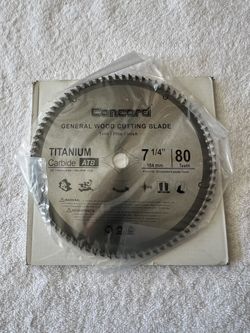 Concord
GENERAL WOOD CUTTING BLADE
TITANIUM
Carbide ATB
7 1/4"
184 mm
80
Teeth